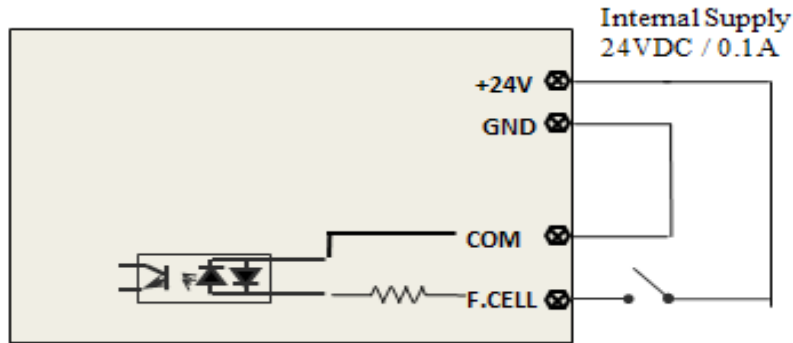 Internal Supply
24VDC / 0.1A
+24V
GND
COM
F.CELL